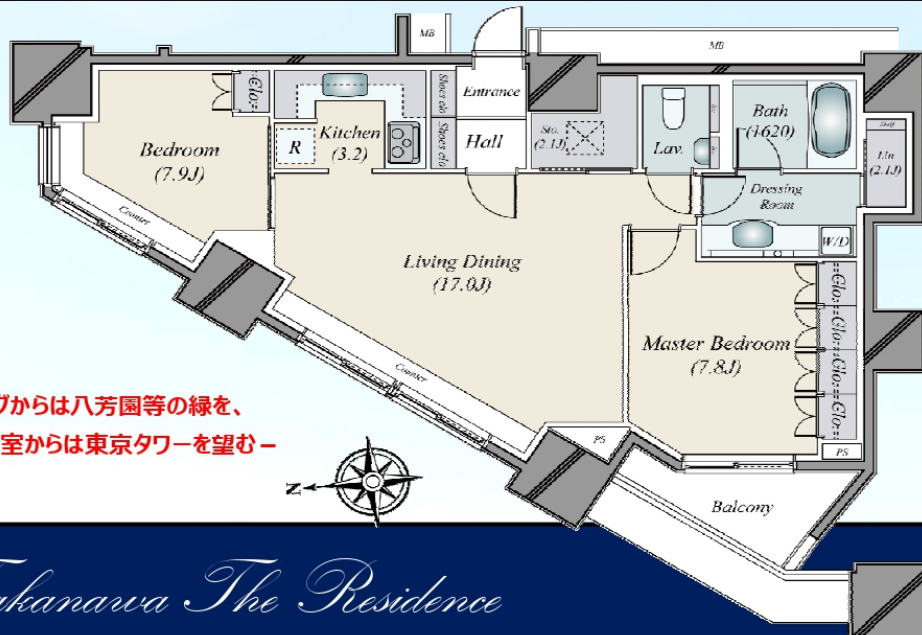 MB
MB
Entrance
Hall
Shoes clo
Shoes clo
Clo.
Kitchen
(3.2)
R
Bedroom
(7.9J)
Counter
Sto.
(2.1J)
Lav.
Bath
(1620)
Shelf
Lin
(2.1J)
Dressing
Room
W/D
Living Dining
(17.0J)
Counter
Master Bedroom
(7.8J)
Clo.
Clo.
Clo.
Clo.
PS
PS
Balcony
ブからは八芳園等の緑を、
室からは東京タワーを望む－
N
akanawa The Residence